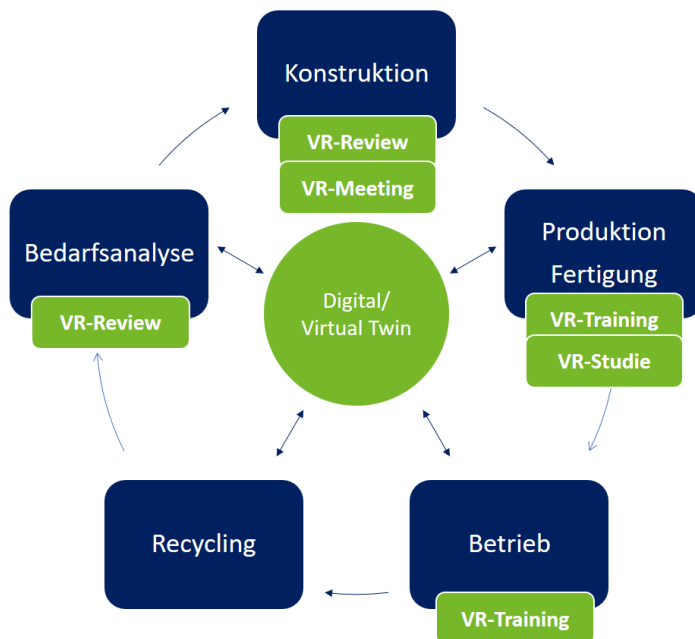 Konstruktion
VR-Review
VR-Meeting
Bedarfsanalyse
VR-Review
Digital/
Virtual Twin
Produktion
Fertigung
VR-Training
VR-Studie
Recycling
Betrieb
VR-Training